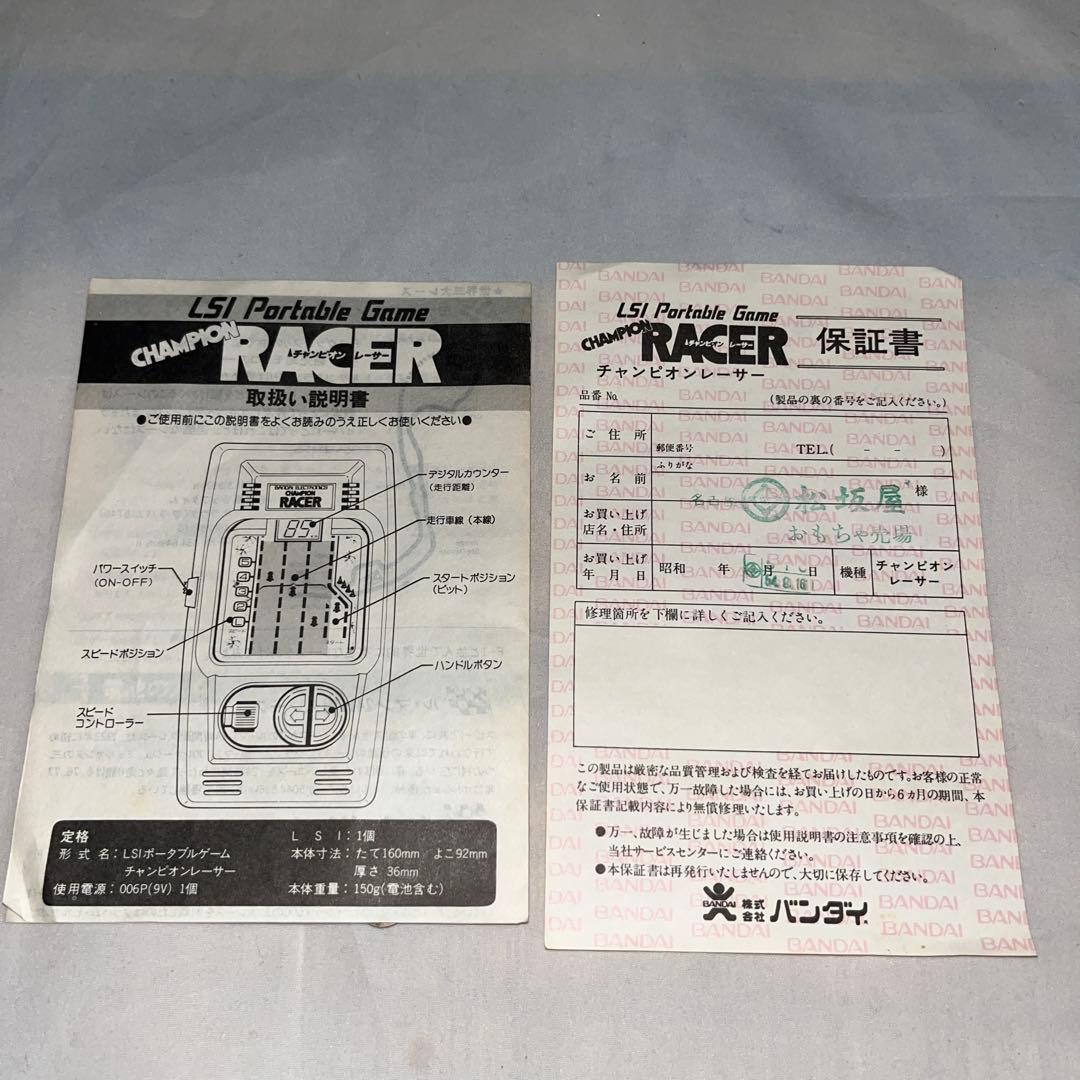 LSI Portable Game
CHAMPION RACER
チャンピオン レーサー
取扱い説明書
●ご使用前にこの説明書をよくお読みのうえ正しくお使いください●
デジタルカウンター
(走行距離)
BANDAI ELECTRONICS
CHAMPION
RACER
85
走行車線(本線)
パワースイッチ
(ON-OFF)
スタートポジション
(ピット)
5
4
3
2
L
スピード
スタート
スピードポジション
ハンドルボタン
スピード
コントローラー
定格
形式名:LSIポータブルゲーム
チャンピオンレーサー
使用電源:006P(9V) 1個
LSI:1個
本体寸法:たて160mm よこ92mm
厚さ 36mm
本体重量:150g(電池含む)
LSI Portable Game
CHAMPION RACER
チャンピオン レーサー
保証書
チャンピオンレーサー
品番 No.
(製品の裏の番号をご記入ください。)
ご住所
郵便番号
TEL.( - - )
お名前
ふりがな
様
お買い上げ
店名・住所
松坂屋
おもちゃ売場
お買い上げ
年月日
昭和 年 月 日
54.8.16
機種
チャンピオン
レーサー
修理箇所を下欄に詳しくご記入ください。
この製品は厳密な品質管理および検査を経てお届けしたものです。お客様の正常
なご使用状態で、万一故障した場合には、お買い上げの日から6ヵ月の期間、本
保証書記載内容により無償修理いたします。
●万一、故障が生じました場合は使用説明書の注意事項を確認の上、
当社サービスセンターにご連絡ください。
●本保証書は再発行いたしませんので、大切に保存してください。
BANDAI 株式会社 バンダイ